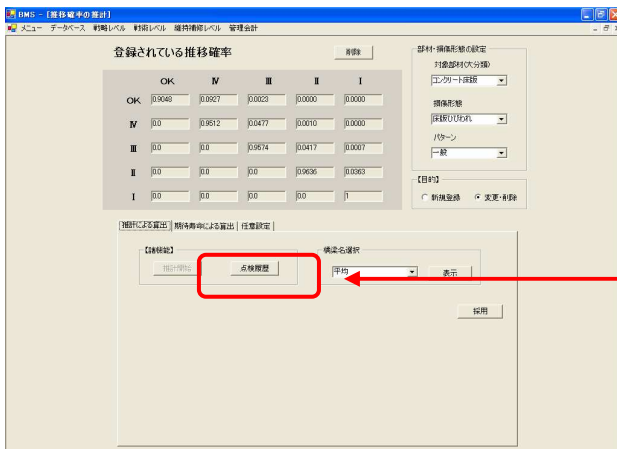 BMS - [推移確率の推計]
メニュー データベース 戦略レベル 戦術レベル 維持補修レベル 管理会計
登録されている推移確率
削除
OK Ⅳ Ⅲ Ⅱ Ⅰ
OK 0.9048 0.0927 0.0023 0.0000 0.0000
Ⅳ 0.0 0.9512 0.0477 0.0010 0.0000
Ⅲ 0.0 0.0 0.9574 0.0417 0.0007
Ⅱ 0.0 0.0 0.0 0.9636 0.0363
Ⅰ 0.0 0.0 0.0 0.0 1
部材・損傷形態の設定
対象部材(大分類)
コンクリート床版
損傷形態
床版ひびわれ
パターン
一般
【目的】
新規登録 変更・削除
推計による算出 期待寿命による算出 任意設定
【諸機能】
推計開始 点検履歴
横梁名選択
平均 表示
採用